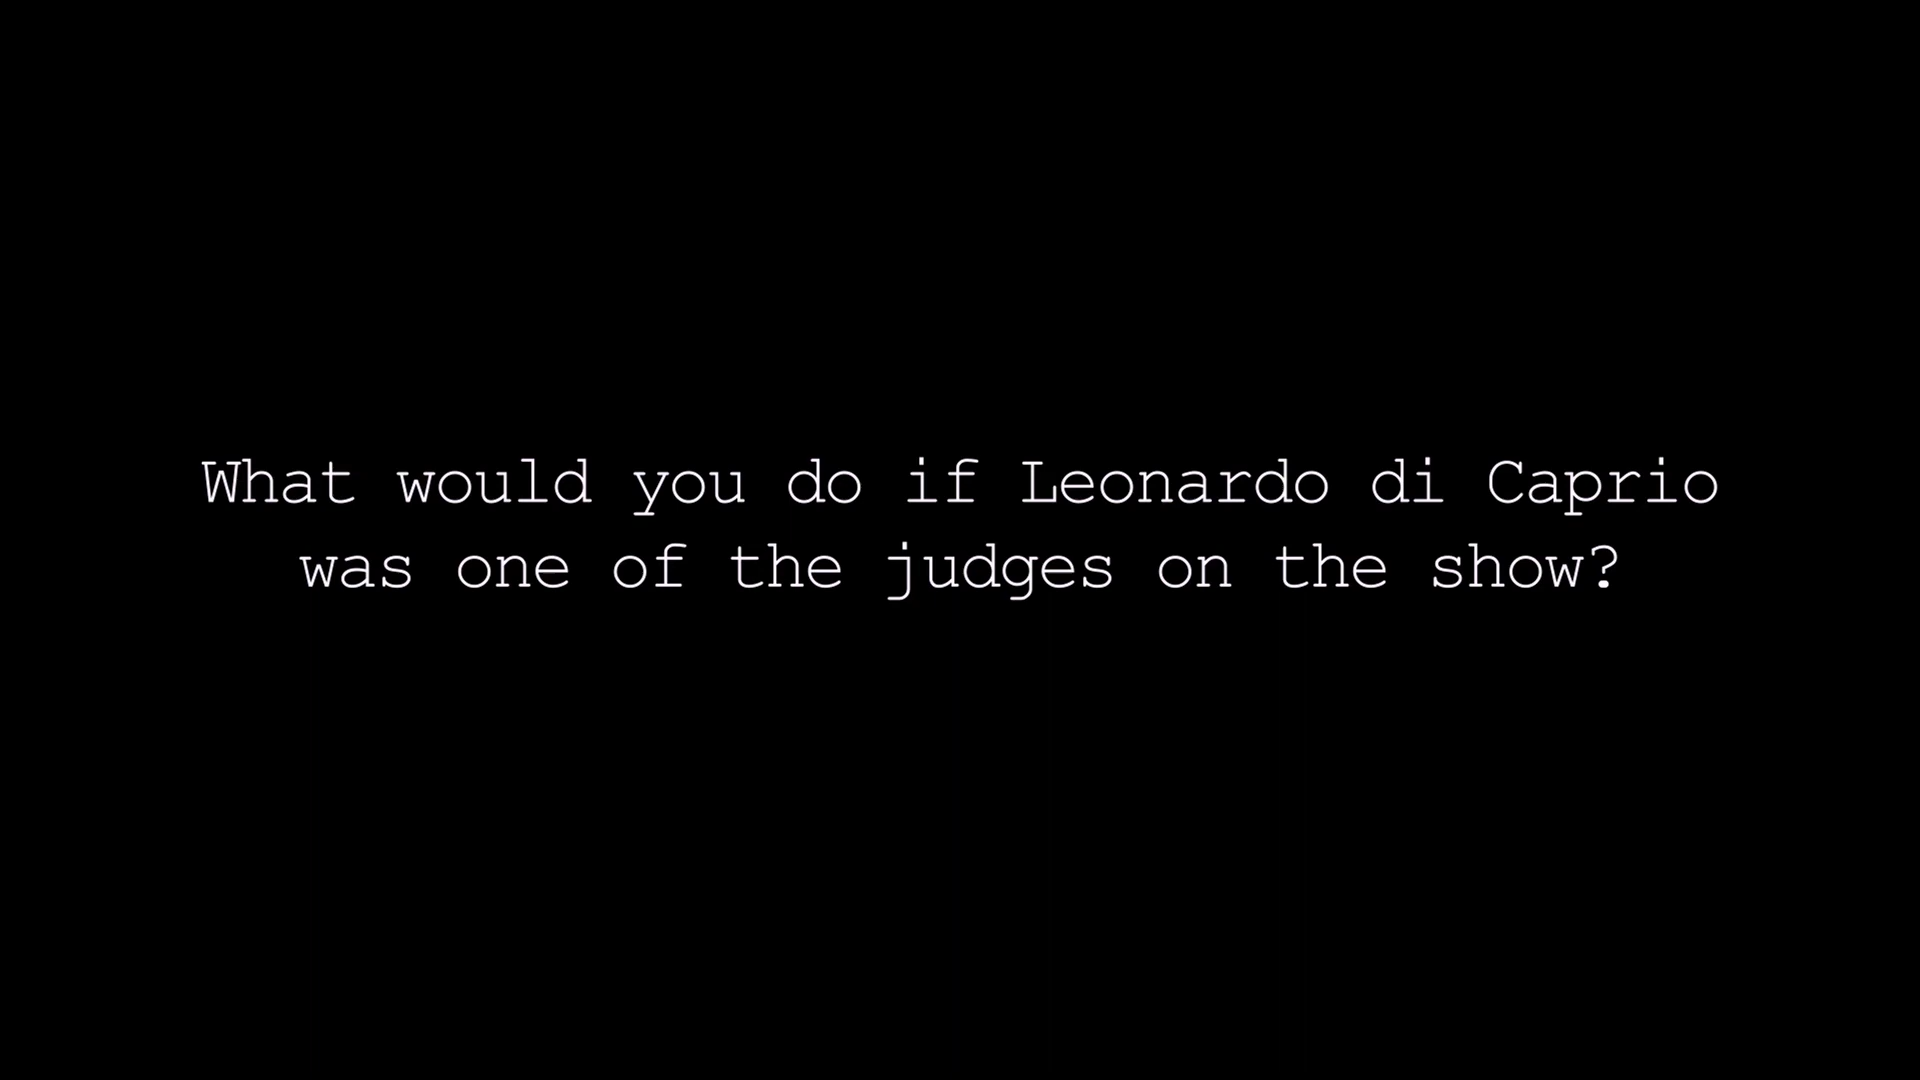 What would you do if Leonardo di Caprio
was one of the judges on the show?